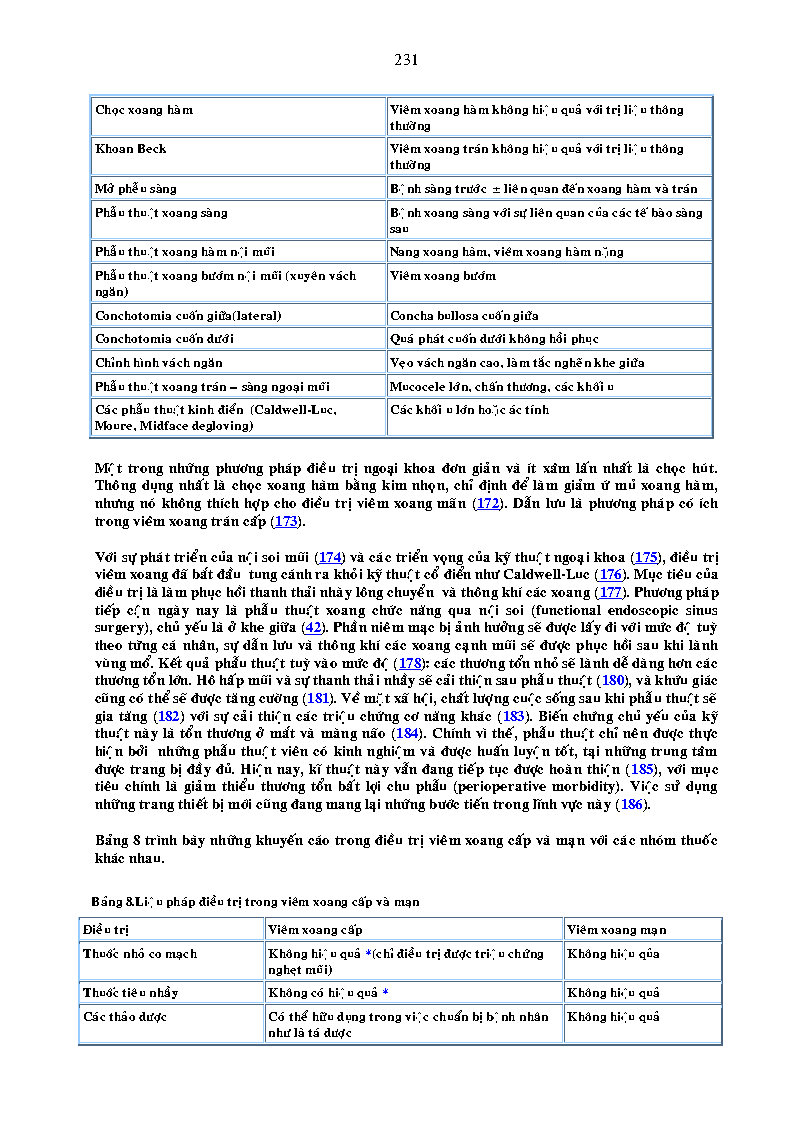 231
Chọc xoang hàm
Viêm xoang hàm không hiệu quả với trị liệu thông
thường
Khoan Beck
Viêm xoang trán không hiệu quả với trị liệu thông
thường
Mở phễu sàng
Bệnh sàng trước ± liên quan đến xoang hàm và trán
Phẫu thuật xoang sàng
Bệnh xoang sàng với sự liên quan của các tế bào sàng
sau
Phẫu thuật xoang hàm nội mũi
Nang xoang hàm, viêm xoang hàm nặng
Phẫu thuật xoang bướm nội mũi (xuyên vách
ngăn)
Viêm xoang bướm
Conchotomia cuốn giữa(lateral)
Concha bullosa cuốn giữa
Conchotomia cuốn dưới
Quá phát cuốn dưới không hồi phục
Chỉnh hình vách ngăn
Vẹo vách ngăn cao, làm tắc nghẽn khe giữa
Phẫu thuật xoang trán – sàng ngoại mũi
Mucocele lớn, chấn thương, các khối u
Các phẫu thuật kinh điển (Caldwell-Luc,
Moure, Midface degloving)
Các khối u lớn hoặc ác tính
Một trong những phương pháp điều trị ngoại khoa đơn giản và ít xâm lấn nhất là chọc hút.
Thông dụng nhất là chọc xoang hàm bằng kim nhọn, chỉ định để làm giảm ứ mủ xoang hàm,
nhưng nó không thích hợp cho điều trị viêm xoang mãn (172). Dẫn lưu là phương pháp có ích
trong viêm xoang trán cấp (173).
Với sự phát triển của nội soi mũi (174) và các triển vọng của kỹ thuật ngoại khoa (175), điều trị
viêm xoang đã bắt đầu tung cánh ra khỏi kỹ thuật cổ điển như Caldwell-Luc (176). Mục tiêu của
điều trị là làm phục hồi thanh thải nhày lông chuyển và thông khí các xoang (177). Phương pháp
tiếp cận ngày nay là phẫu thuật xoang chức năng qua nội soi (functional endoscopic sinus
surgery), chủ yếu là ở khe giữa (42). Phần niêm mạc bị ảnh hưởng sẽ được lấy đi với mức độ tuỳ
theo từng cá nhân, sự dẫn lưu và thông khí các xoang cạnh mũi sẽ được phục hồi sau khi lành
vùng mổ. Kết quả phẫu thuật tuỳ vào mức độ (178): các thương tổn nhỏ sẽ lành dễ dàng hơn các
thương tổn lớn. Hô hấp mũi và sự thanh thải nhầy sẽ cải thiện sau phẫu thuật (180), và khứu giác
cũng có thể sẽ được tăng cường (181). Về mặt xã hội, chất lượng cuộc sống sau khi phẫu thuật sẽ
gia tăng (182) với sự cải thiện các triệu chứng cơ năng khác (183). Biến chứng chủ yếu của kỹ
thuật này là tổn thương ở mắt và màng não (184). Chính vì thế, phẫu thuật chỉ nên được thực
hiện bởi những phẫu thuật viên có kinh nghiệm và được huấn luyện tốt, tại những trung tâm
được trang bị đầy đủ. Hiện nay, kĩ thuật này vẫn đang tiếp tục được hoàn thiện (185), với mục
tiêu chính là giảm thiểu thương tổn bất lợi chu phẫu (perioperative morbidity). Việc sử dụng
những trang thiết bị mới cũng đang mang lại những bước tiến trong lĩnh vực này (186).
Bảng 8 trình bày những khuyến cáo trong điều trị viêm xoang cấp và mạn với các nhóm thuốc
khác nhau.
Bảng 8.Liệu pháp điều trị trong viêm xoang cấp và mạn
Điều trị
Viêm xoang cấp
Viêm xoang mạn
Thuốc nhỏ co mạch
Không hiệu quả *(chỉ điều trị được triệu chứng
nghẹt mũi)
Không hiệu qủa
Thuốc tiêu nhầy
Không có hiệu quả *
Không hiệu quả
Các thảo dược
Có thể hữu dụng trong việc chuẩn bị bệnh nhân
như là tá dược
Không hiệu quả